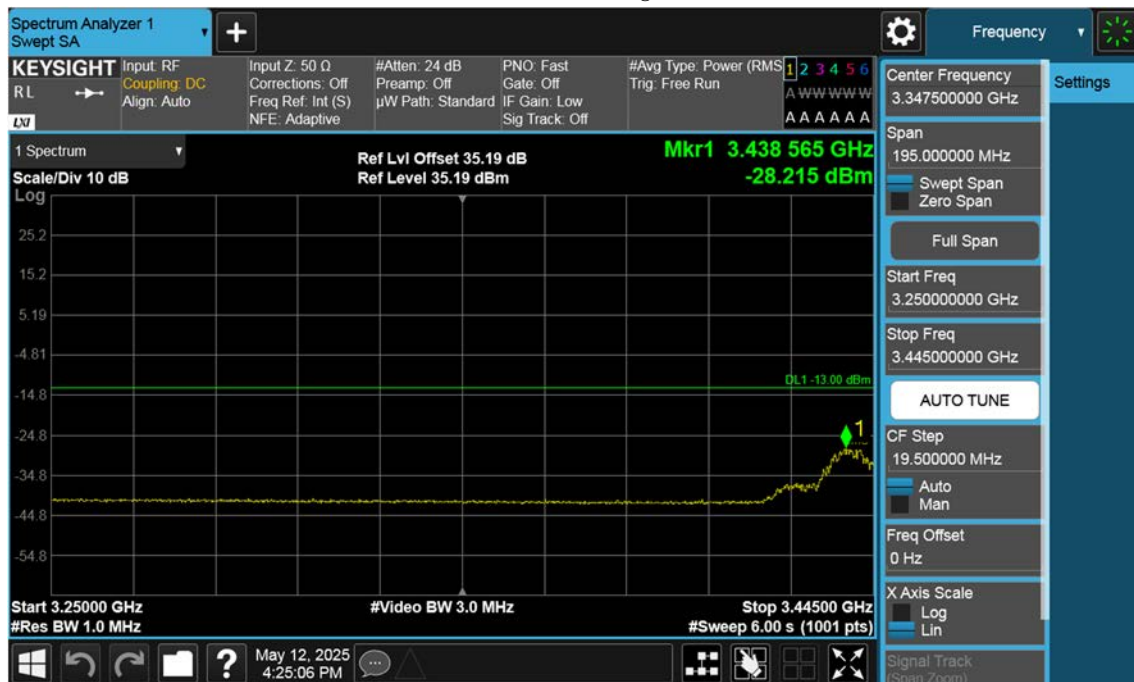 Spectrum Analyzer 1
Swept SA
Frequency
KEYSIGHT
RL
LXI
Input: RF
Coupling: DC
Align: Auto
Input Z: 50 Ω
Corrections: Off
Freq Ref: Int (S)
NFE: Adaptive
#Atten: 24 dB
Preamp: Off
µW Path: Standard
PNO: Fast
Gate: Off
IF Gain: Low
Sig Track: Off
#Avg Type: Power (RMS
Trig: Free Run
1 2 3 4 5 6
A W W W W W
A A A A A A
1 Spectrum
Scale/Div 10 dB
Ref Lvl Offset 35.19 dB
Ref Level 35.19 dBm
Mkr1 3.438 565 GHz
-28.215 dBm
Log
25.2
15.2
5.19
-4.81
-14.8
-24.8
-34.8
-44.8
-54.8
DL1 -13.00 dBm
1
Start 3.25000 GHz
#Res BW 1.0 MHz
#Video BW 3.0 MHz
Stop 3.44500 GHz
#Sweep 6.00 s (1001 pts)
Center Frequency
3.347500000 GHz
Span
195.000000 MHz
Swept Span
Zero Span
Full Span
Start Freq
3.250000000 GHz
Stop Freq
3.445000000 GHz
AUTO TUNE
CF Step
19.500000 MHz
Auto
Man
Freq Offset
0 Hz
X Axis Scale
Log
Lin
Signal Track
(Span Zoom)
Settings
?
May 12, 2025
4:25:06 PM